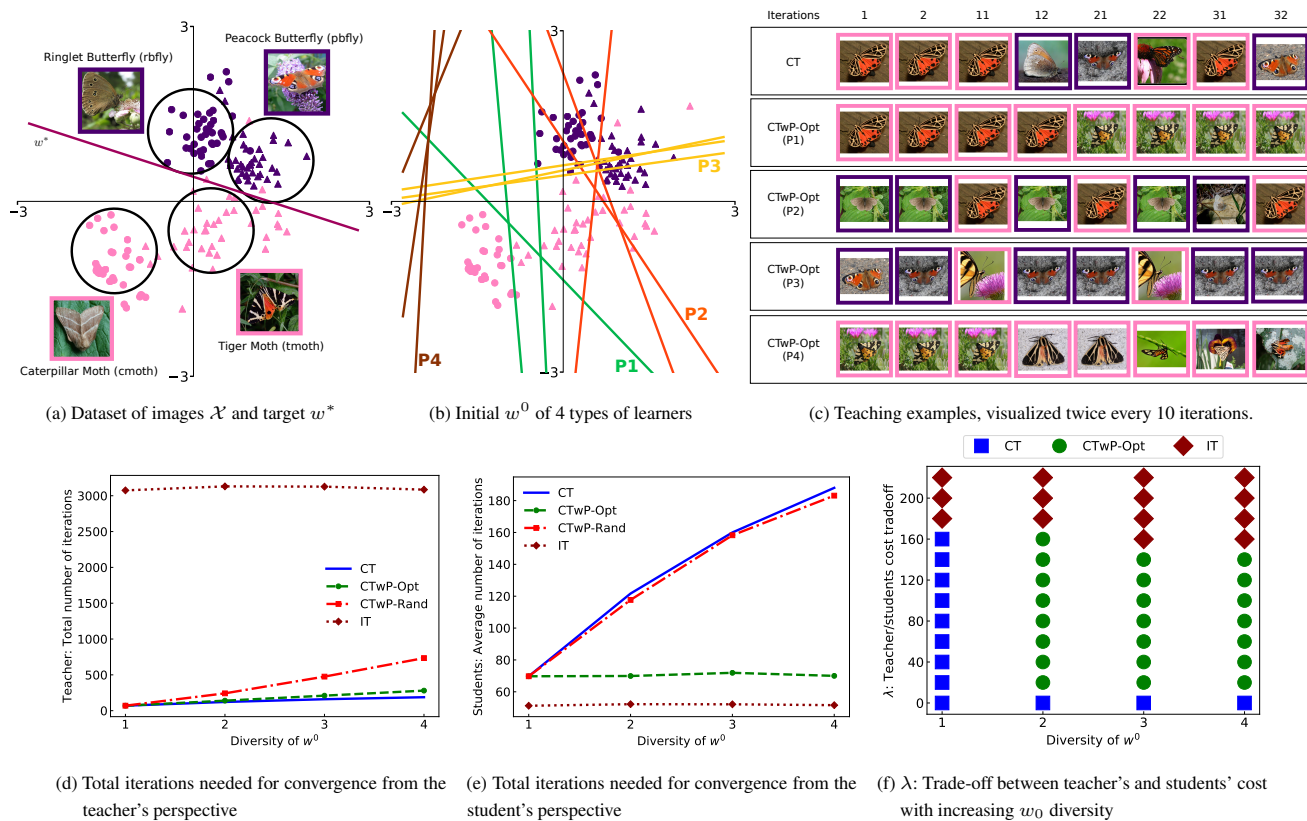 3
Ringlet Butterfly (rbfly)
Peacock Butterfly (pbfly)
w*
−3
3
Caterpillar Moth (cmoth)
Tiger Moth (tmoth)
−3
(a) Dataset of images 𝒳 and target w*
3
P3
−3
3
P2
P4
P1
−3
(b) Initial w⁰ of 4 types of learners
Iterations 1 2 11 12 21 22 31 32
CT
CTwP-Opt
(P1)
CTwP-Opt
(P2)
CTwP-Opt
(P3)
CTwP-Opt
(P4)
(c) Teaching examples, visualized twice every 10 iterations.
Teacher: Total number of iterations
3000
2500
2000
1500
1000
500
0
CT
CTwP-Opt
CTwP-Rand
IT
1 2 3 4
Diversity of w⁰
(d) Total iterations needed for convergence from the
teacher's perspective
Students: Average number of iterations
180
160
140
120
100
80
60
CT
CTwP-Opt
CTwP-Rand
IT
1 2 3 4
Diversity of w⁰
(e) Total iterations needed for convergence from the
student's perspective
CT CTwP-Opt IT
λ: Teacher/students cost tradeoff
200
160
120
80
40
0
1 2 3 4
Diversity of w⁰
(f) λ: Trade-off between teacher's and students' cost
with increasing w₀ diversity